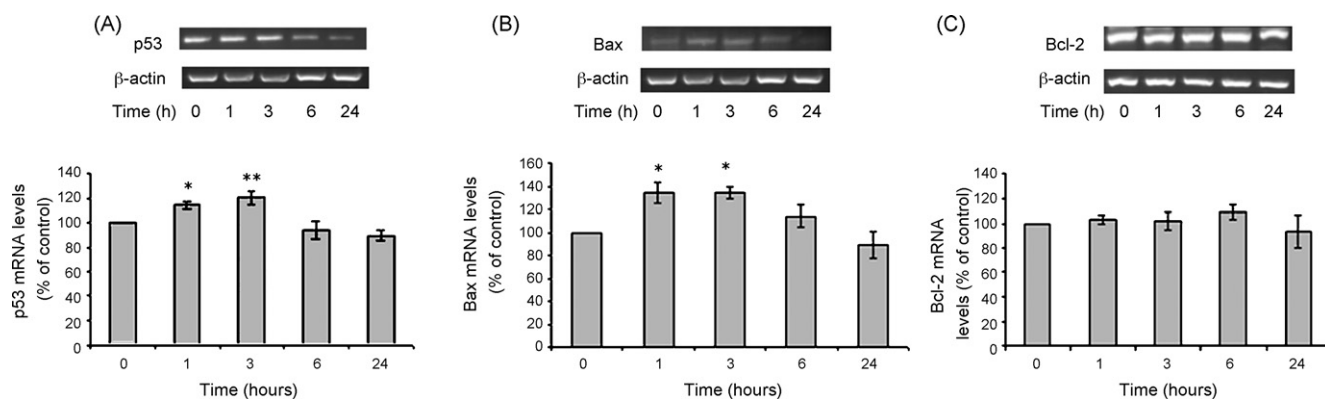 (A)
p53
β-actin
Time (h) 0 1 3 6 24
p53 mRNA levels
(% of control)
140
120
100
80
60
40
20
0
*
**
0 1 3 6 24
Time (hours)
(B)
Bax
β-actin
Time (h) 0 1 3 6 24
Bax mRNA levels
(% of control)
160
140
120
100
80
60
40
20
0
*
*
0 1 3 6 24
Time (hours)
(C)
Bcl-2
β-actin
Time (h) 0 1 3 6 24
Bcl-2 mRNA
levels (% of control)
140
120
100
80
60
40
20
0
0 1 3 6 24
Time (hours)